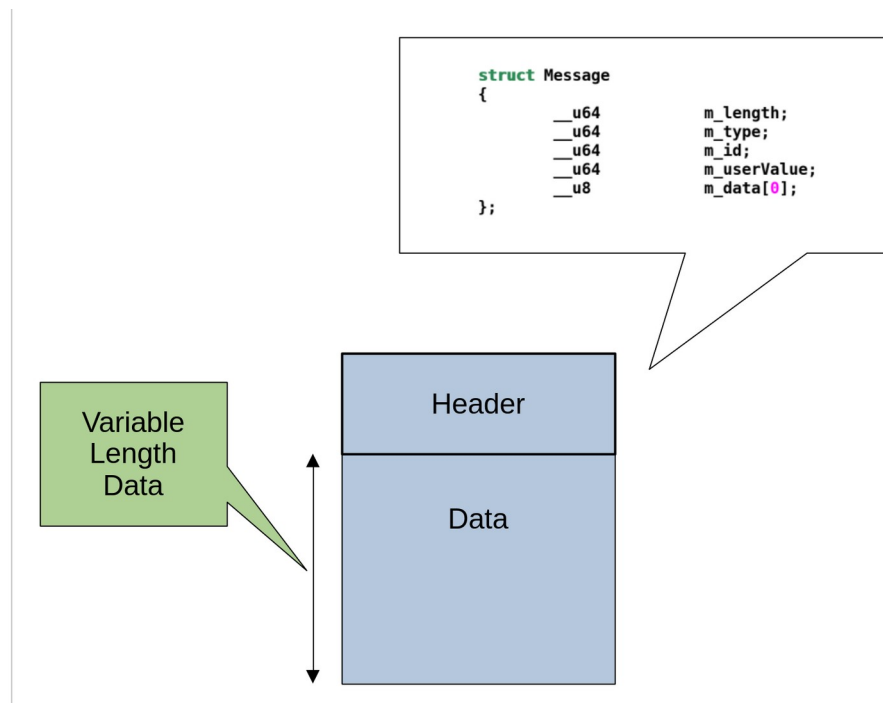 struct Message
{
__u64 m_length;
__u64 m_type;
__u64 m_id;
__u64 m_userValue;
__u8 m_data[0];
};
Header
Variable
Length
Data
Data